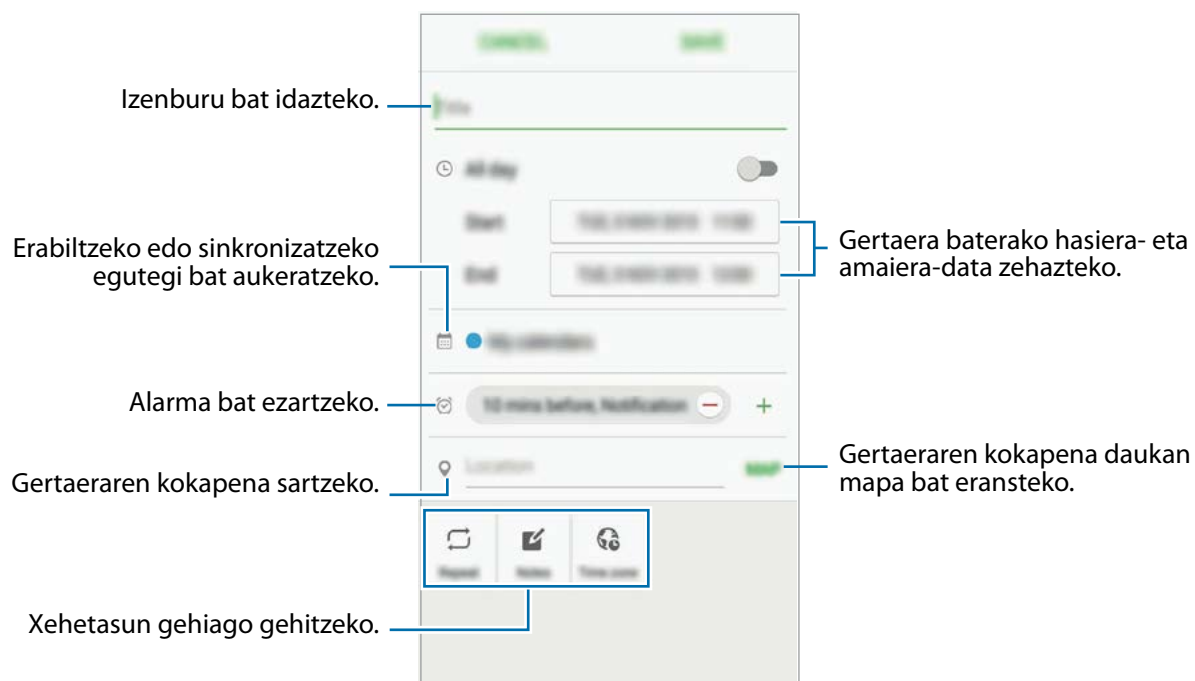 CANCEL
SAVE
Izenburu bat idazteko.
Title
All day
Start
Erabiltzeko edo sinkronizatzeko
egutegi bat aukeratzeko.
End
Gertaera baterako hasiera- eta
amaiera-data zehazteko.
My calendars
Alarma bat ezartzeko.
10 mins before, Notification
Gertaeraren kokapena sartzeko.
Location
MAP
Gertaeraren kokapena daukan
mapa bat eransteko.
Repeat
Notes
Time zone
Xehetasun gehiago gehitzeko.